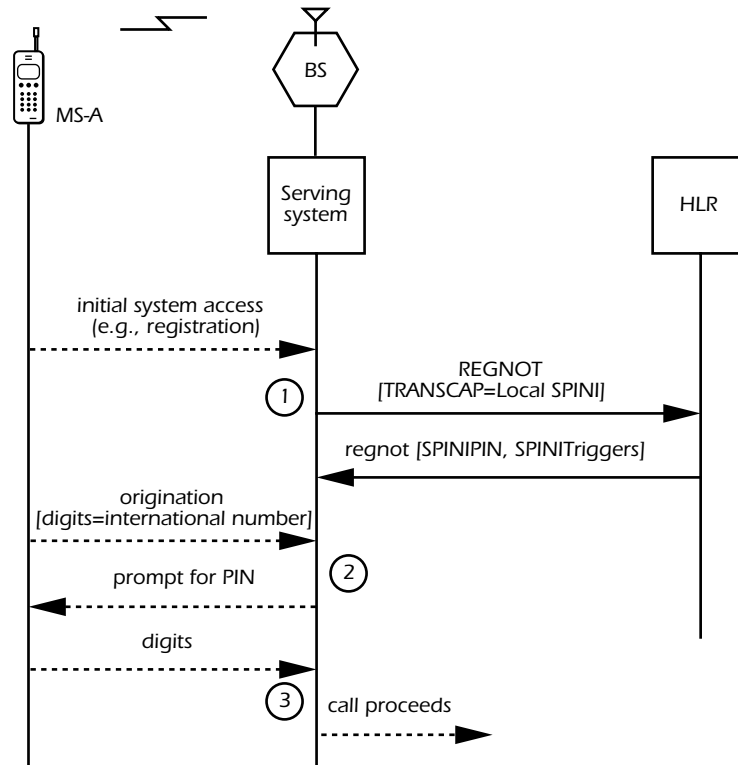 BS
MS-A
Serving
system
HLR
initial system access
(e.g., registration)
1
REGNOT
[TRANSCAP=Local SPINI]
regnot [SPINIPIN, SPINITriggers]
origination
[digits=international number]
2
prompt for PIN
digits
3
call proceeds